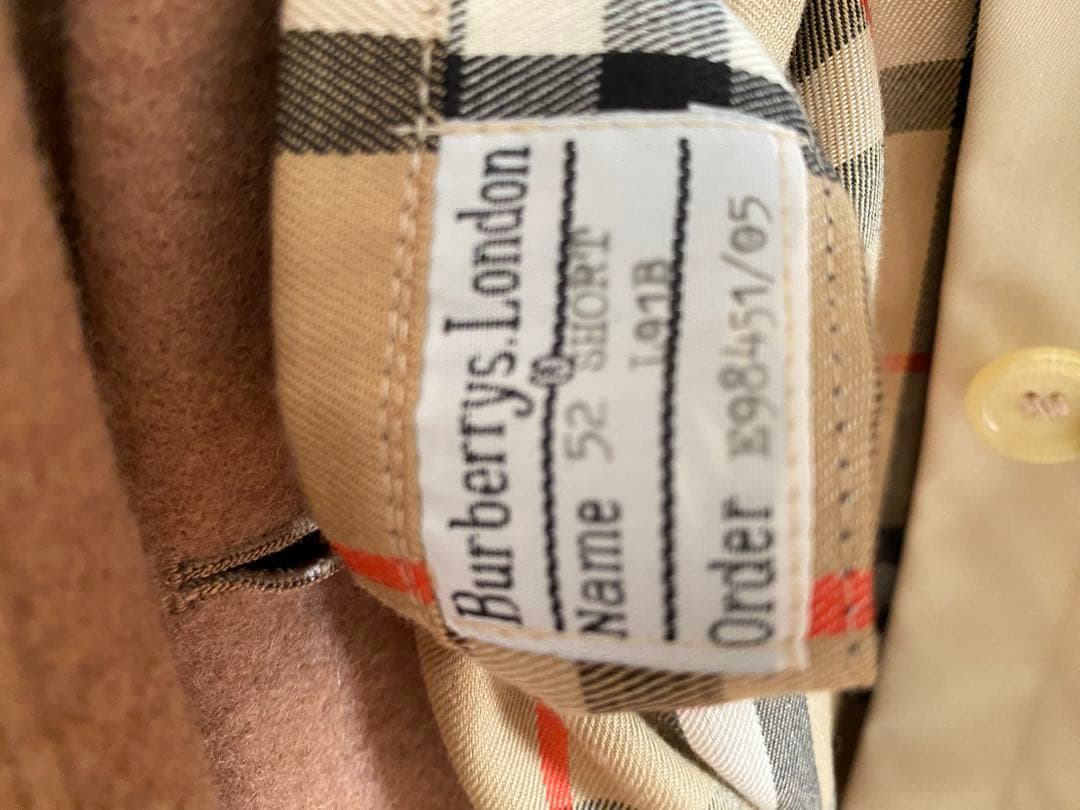 Burberrys.London
®
Name 52 SHORT
L91B
Order E98451/05